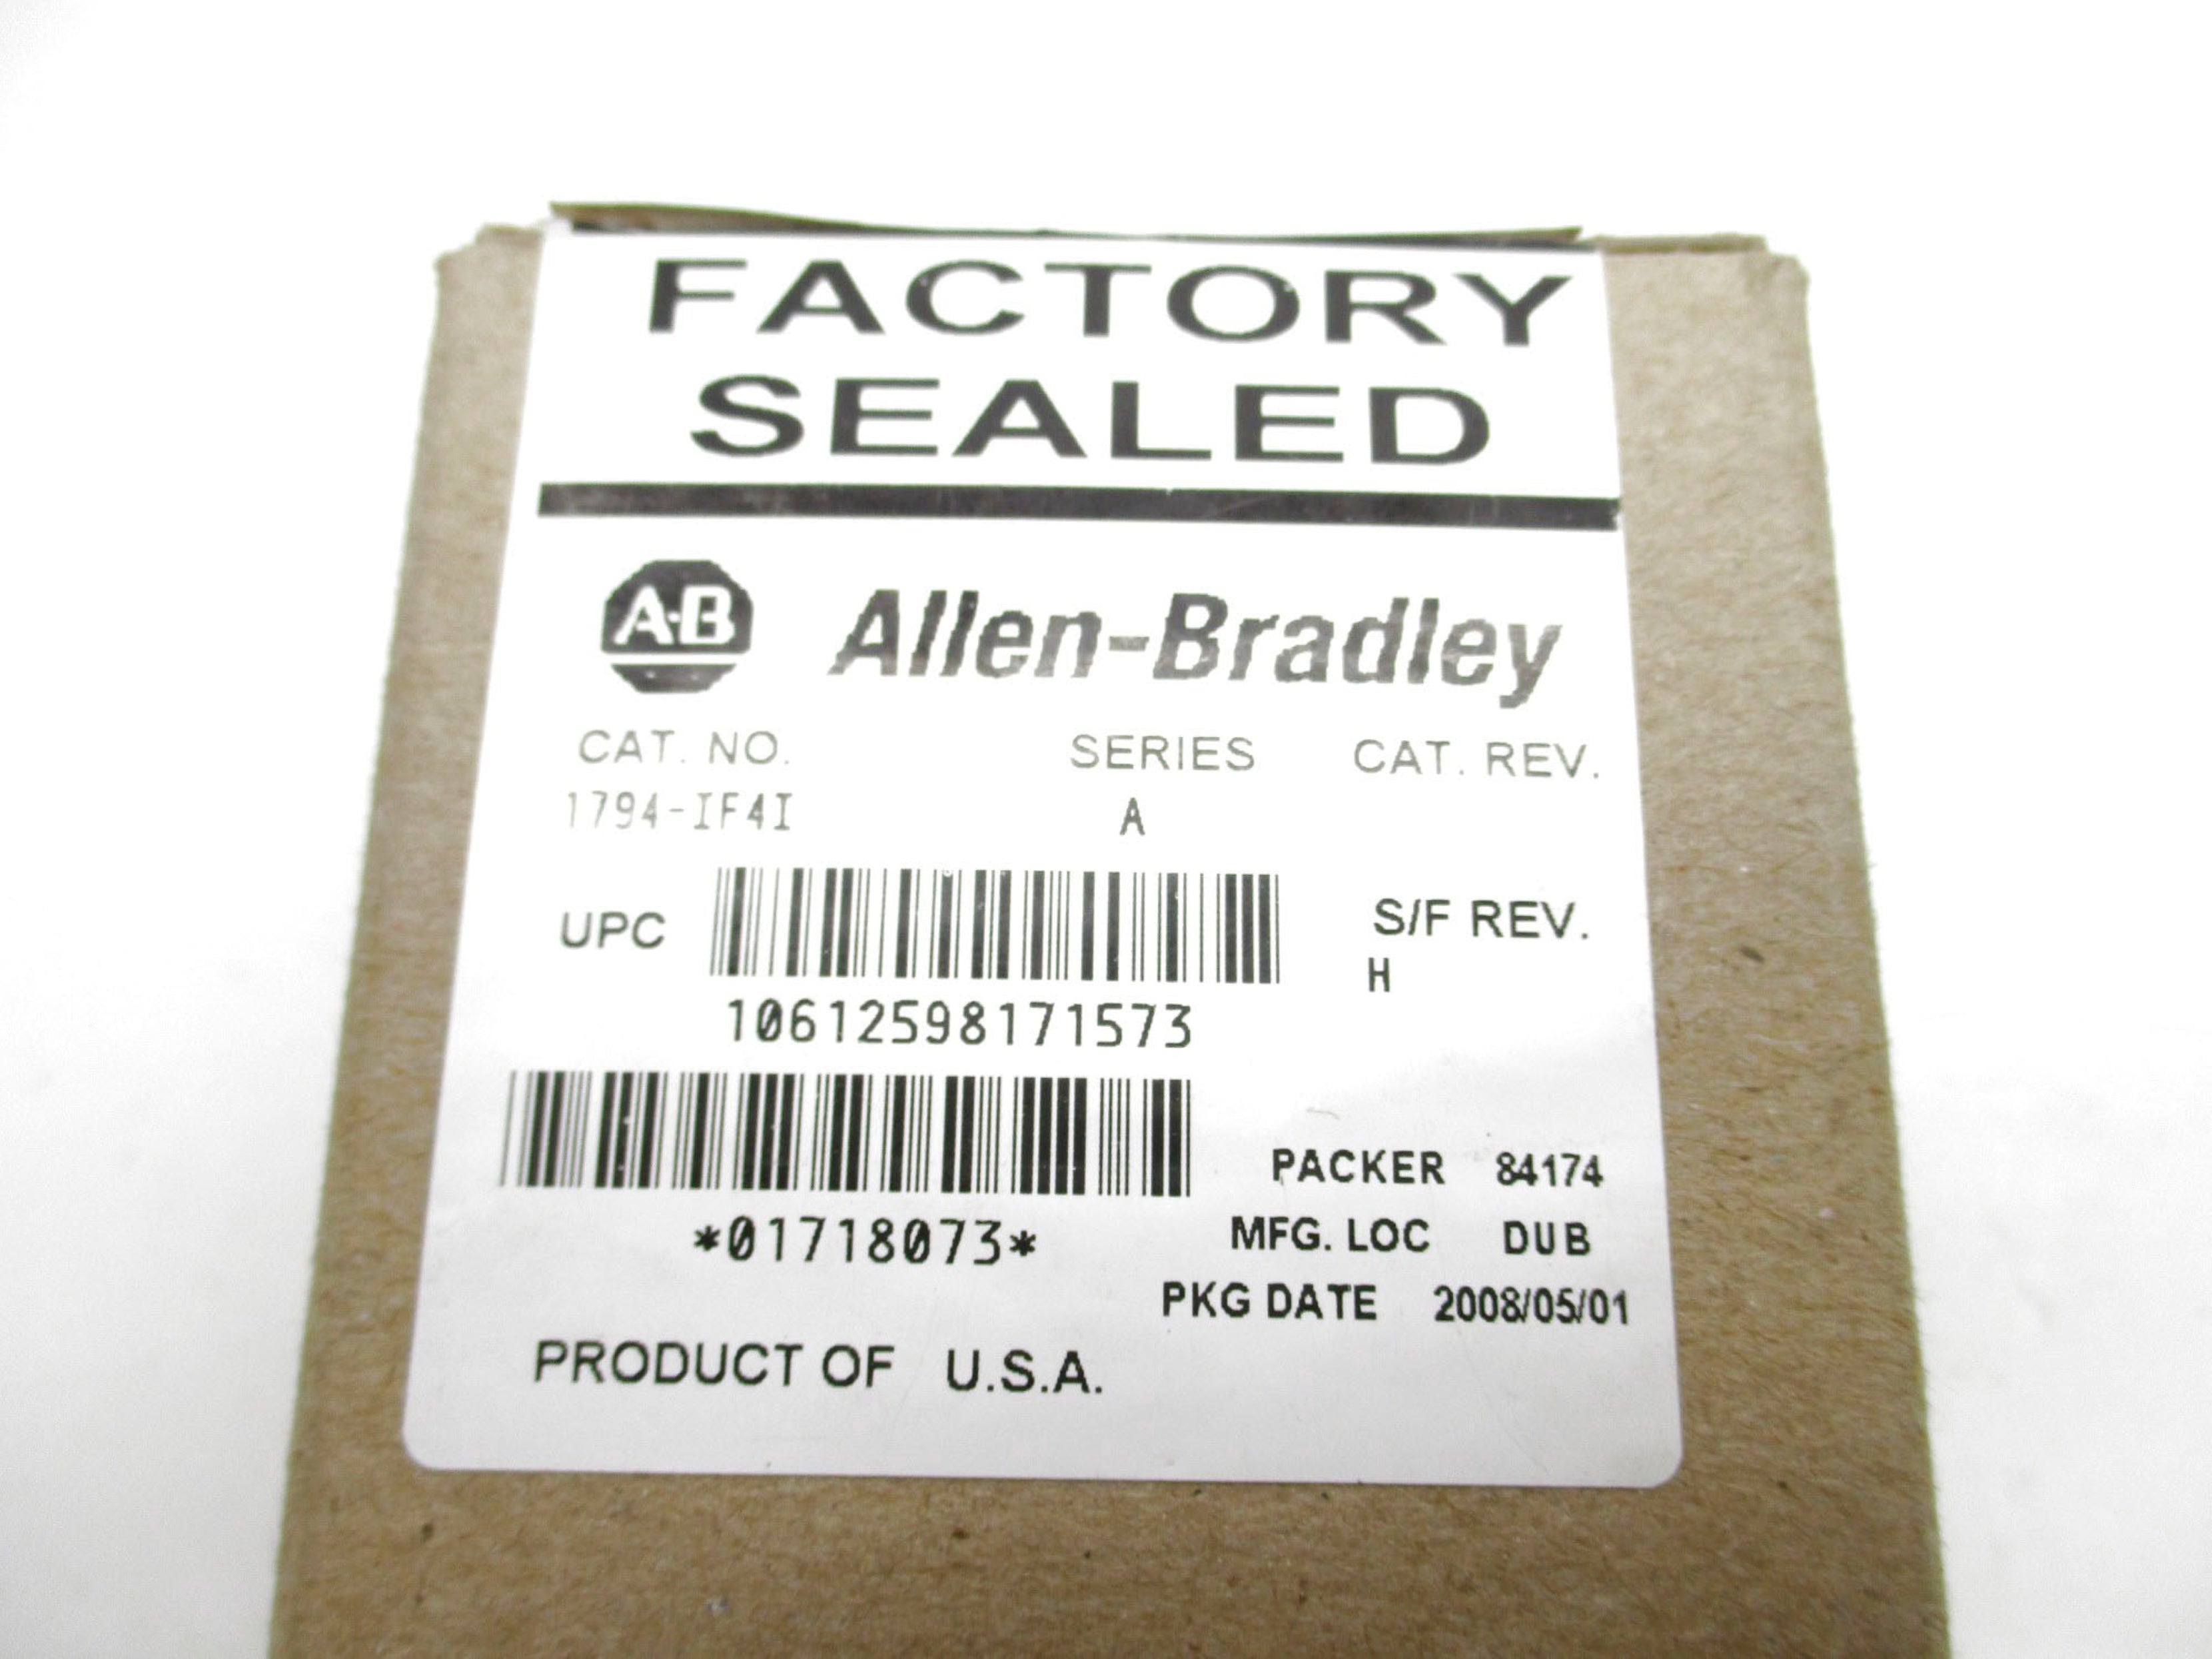 FACTORY
SEALED
A-B Allen-Bradley
CAT. NO. SERIES CAT. REV.
1794-IF4I A
UPC S/F REV.
H
10612598171573
PACKER 84174
*01718073* MFG. LOC DUB
PKG DATE 2008/05/01
PRODUCT OF U.S.A.